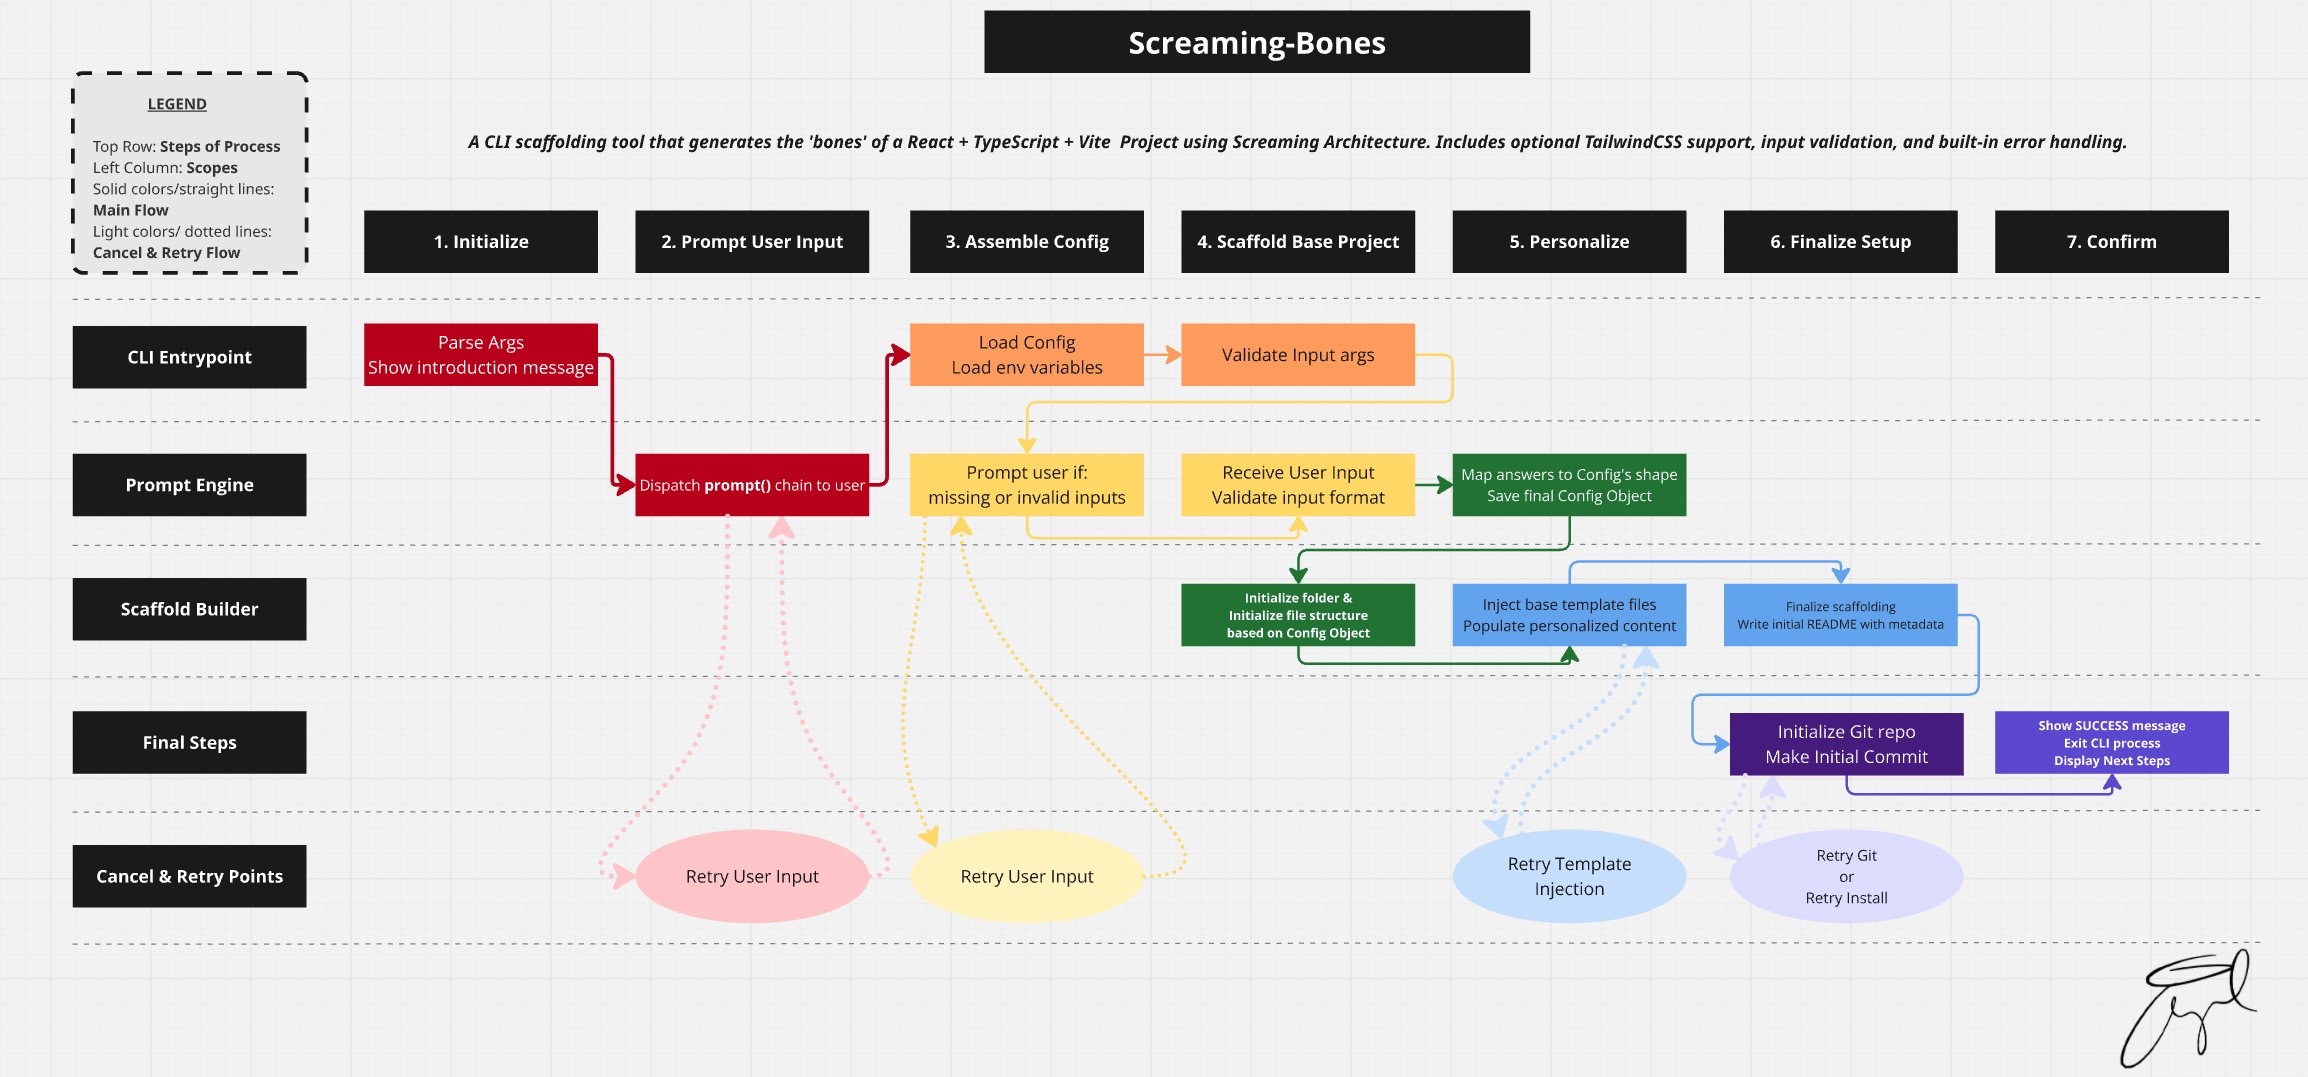 Screaming-Bones
LEGEND
Top Row: Steps of Process
Left Column: Scopes
Solid colors/straight lines:
Main Flow
Light colors/ dotted lines:
Cancel & Retry Flow
A CLI scaffolding tool that generates the 'bones' of a React + TypeScript + Vite  Project using Screaming Architecture. Includes optional TailwindCSS support, input validation, and built-in error handling.
1. Initialize
2. Prompt User Input
3. Assemble Config
4. Scaffold Base Project
5. Personalize
6. Finalize Setup
7. Confirm
CLI Entrypoint
Parse Args
Show introduction message
Load Config
Load env variables
Validate Input args
Prompt Engine
Dispatch prompt() chain to user
Prompt user if:
missing or invalid inputs
Receive User Input
Validate input format
Map answers to Config's shape
Save final Config Object
Scaffold Builder
Initialize folder &
Initialize file structure
based on Config Object
Inject base template files
Populate personalized content
Finalize scaffolding
Write initial README with metadata
Final Steps
Initialize Git repo
Make Initial Commit
Show SUCCESS message
Exit CLI process
Display Next Steps
Cancel & Retry Points
Retry User Input
Retry User Input
Retry Template
Injection
Retry Git
or
Retry Install